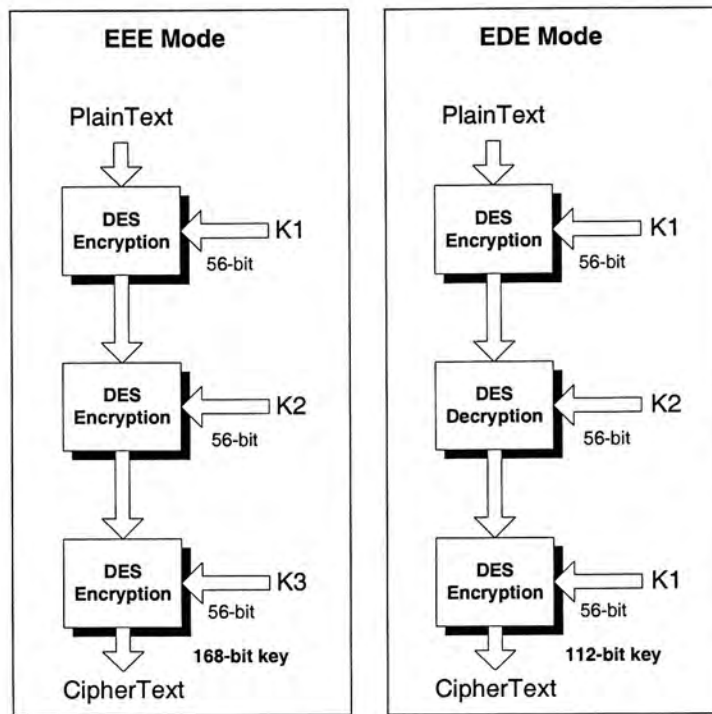 EEE Mode
PlainText
DES
Encryption
K1
56-bit
DES
Encryption
K2
56-bit
DES
Encryption
K3
56-bit
168-bit key
CipherText
EDE Mode
PlainText
DES
Encryption
K1
56-bit
DES
Decryption
K2
56-bit
DES
Encryption
K1
56-bit
112-bit key
CipherText